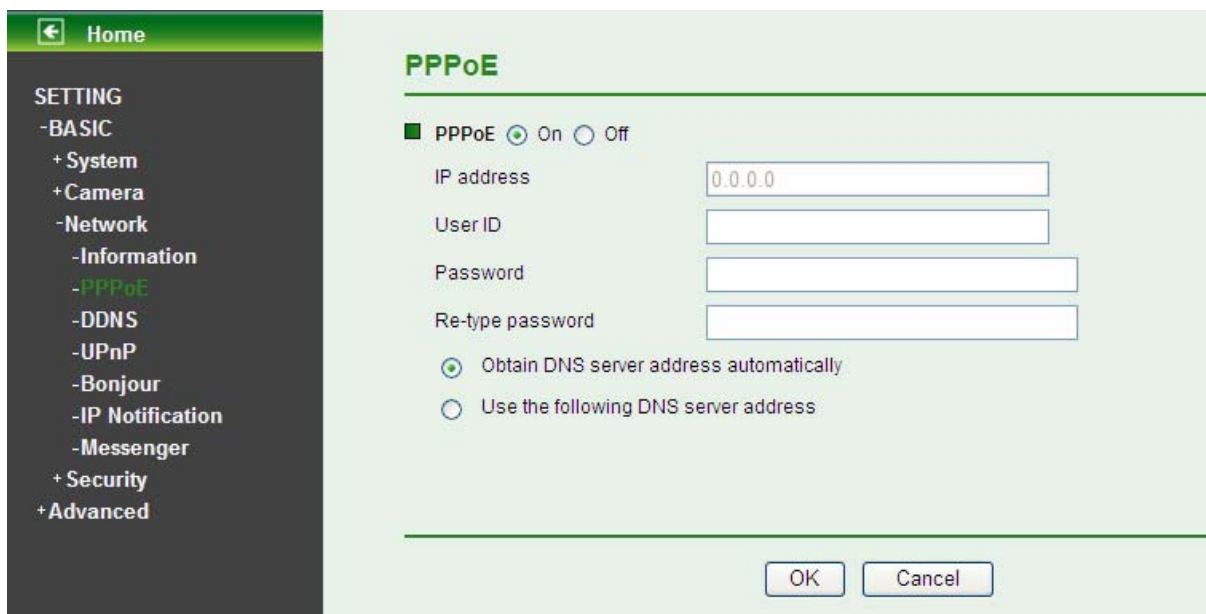 Home
SETTING
-BASIC
+System
+Camera
-Network
-Information
-PPPoE
-DDNS
-UPnP
-Bonjour
-IP Notification
-Messenger
+Security
+Advanced
PPPoE
PPPoE On Off
IP address 0.0.0.0
User ID
Password
Re-type password
Obtain DNS server address automatically
Use the following DNS server address
OK Cancel